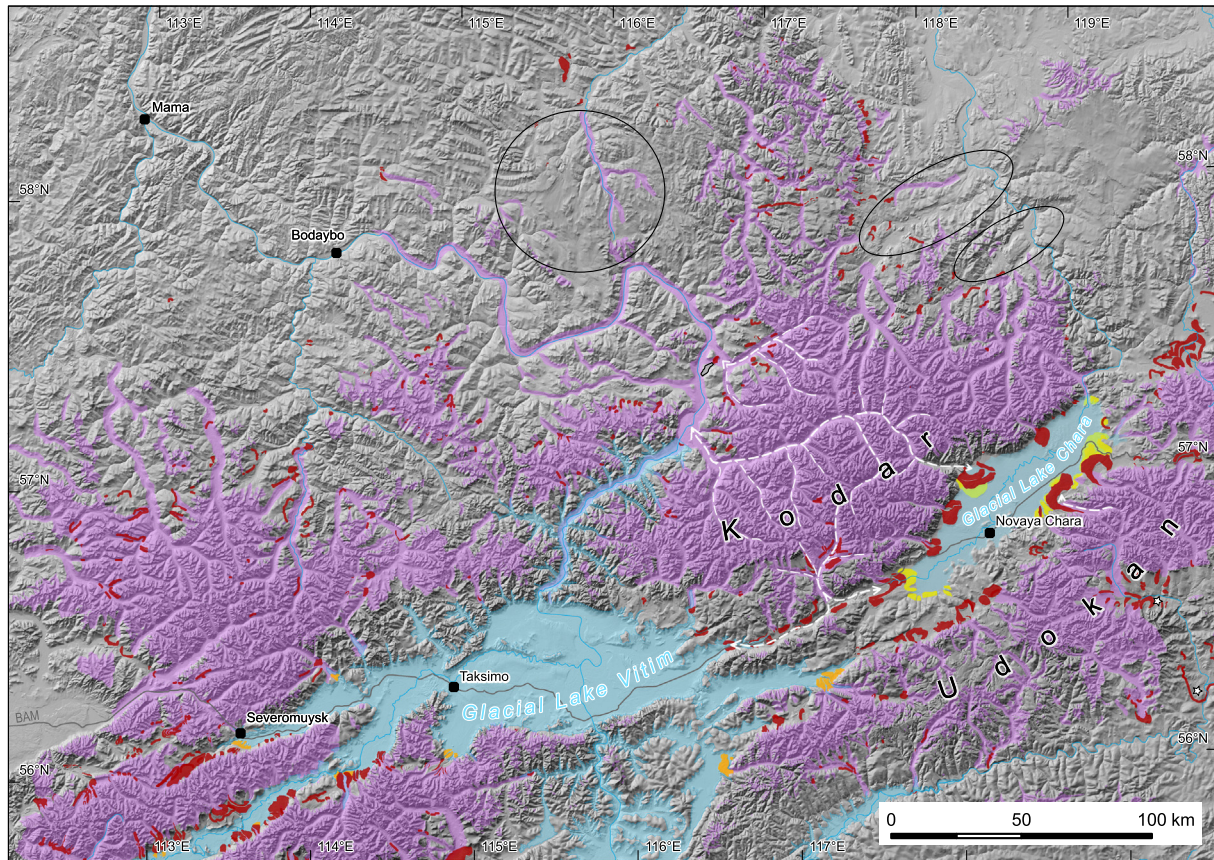 113°E 114°E 115°E 116°E 117°E 118°E 119°E
Mama
58°N
58°N
Bodaybo
57°N
57°N
Kodar
Glacial Lake Chara
Novaya Chara
Udokan
Glacial Lake Vitim
Taksimo
BAM
Severomuysk
56°N
56°N
0 50 100 km
113°E 114°E 115°E 116°E 117°E